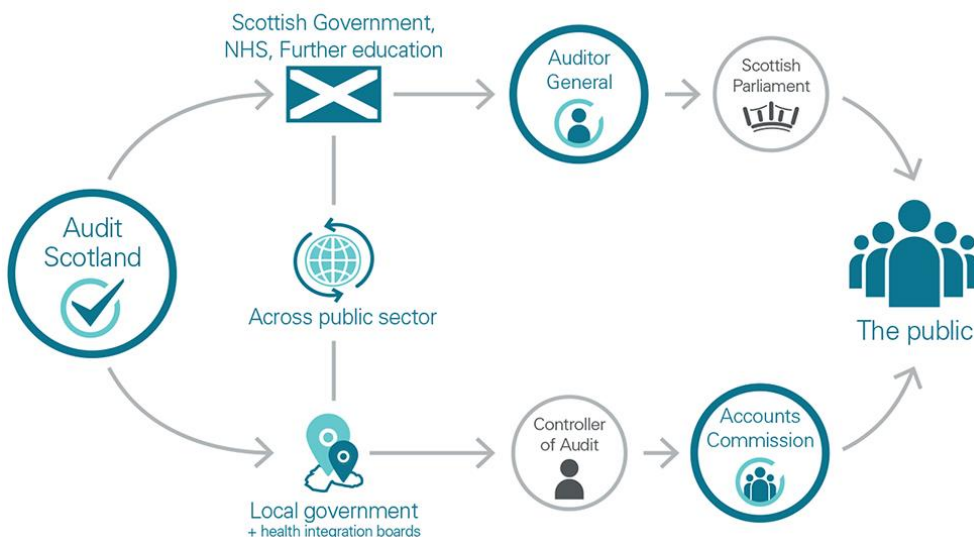 Scottish Government,
NHS, Further education
Auditor
General
Scottish
Parliament
Audit
Scotland
Across public sector
The public
Controller
of Audit
Accounts
Commission
Local government
+ health integration boards